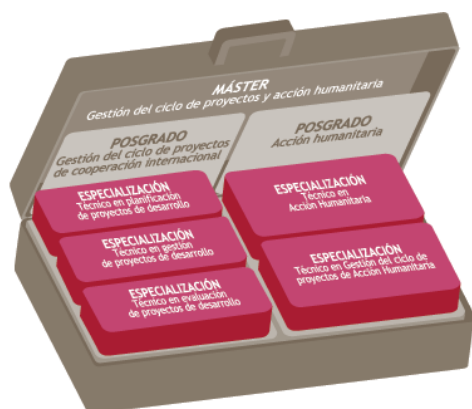 MÁSTER
Gestión del ciclo de proyectos y acción humanitaria
POSGRADO
Gestión del ciclo de proyectos
de cooperación internacional
POSGRADO
Acción humanitaria
ESPECIALIZACIÓN
Técnico en planificación
de proyectos de desarrollo
ESPECIALIZACIÓN
Técnico en gestión
de proyectos de desarrollo
ESPECIALIZACIÓN
Técnico en evaluación
de proyectos de desarrollo
ESPECIALIZACIÓN
Técnico en
Acción Humanitaria
ESPECIALIZACIÓN
Técnico en Gestión del ciclo de
proyectos de Acción Humanitaria